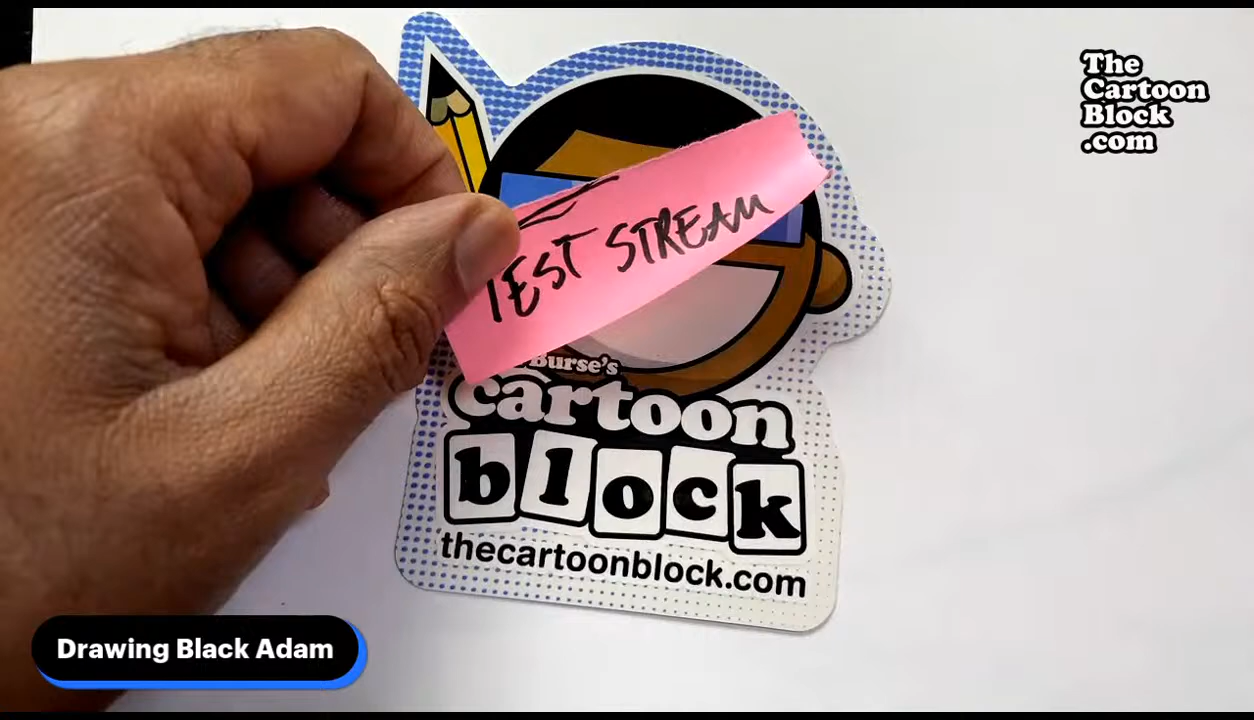 The
Cartoon
Block
.com
TEST STREAM
Burse's
cartoon
block
thecartoonblock.com
Drawing Black Adam